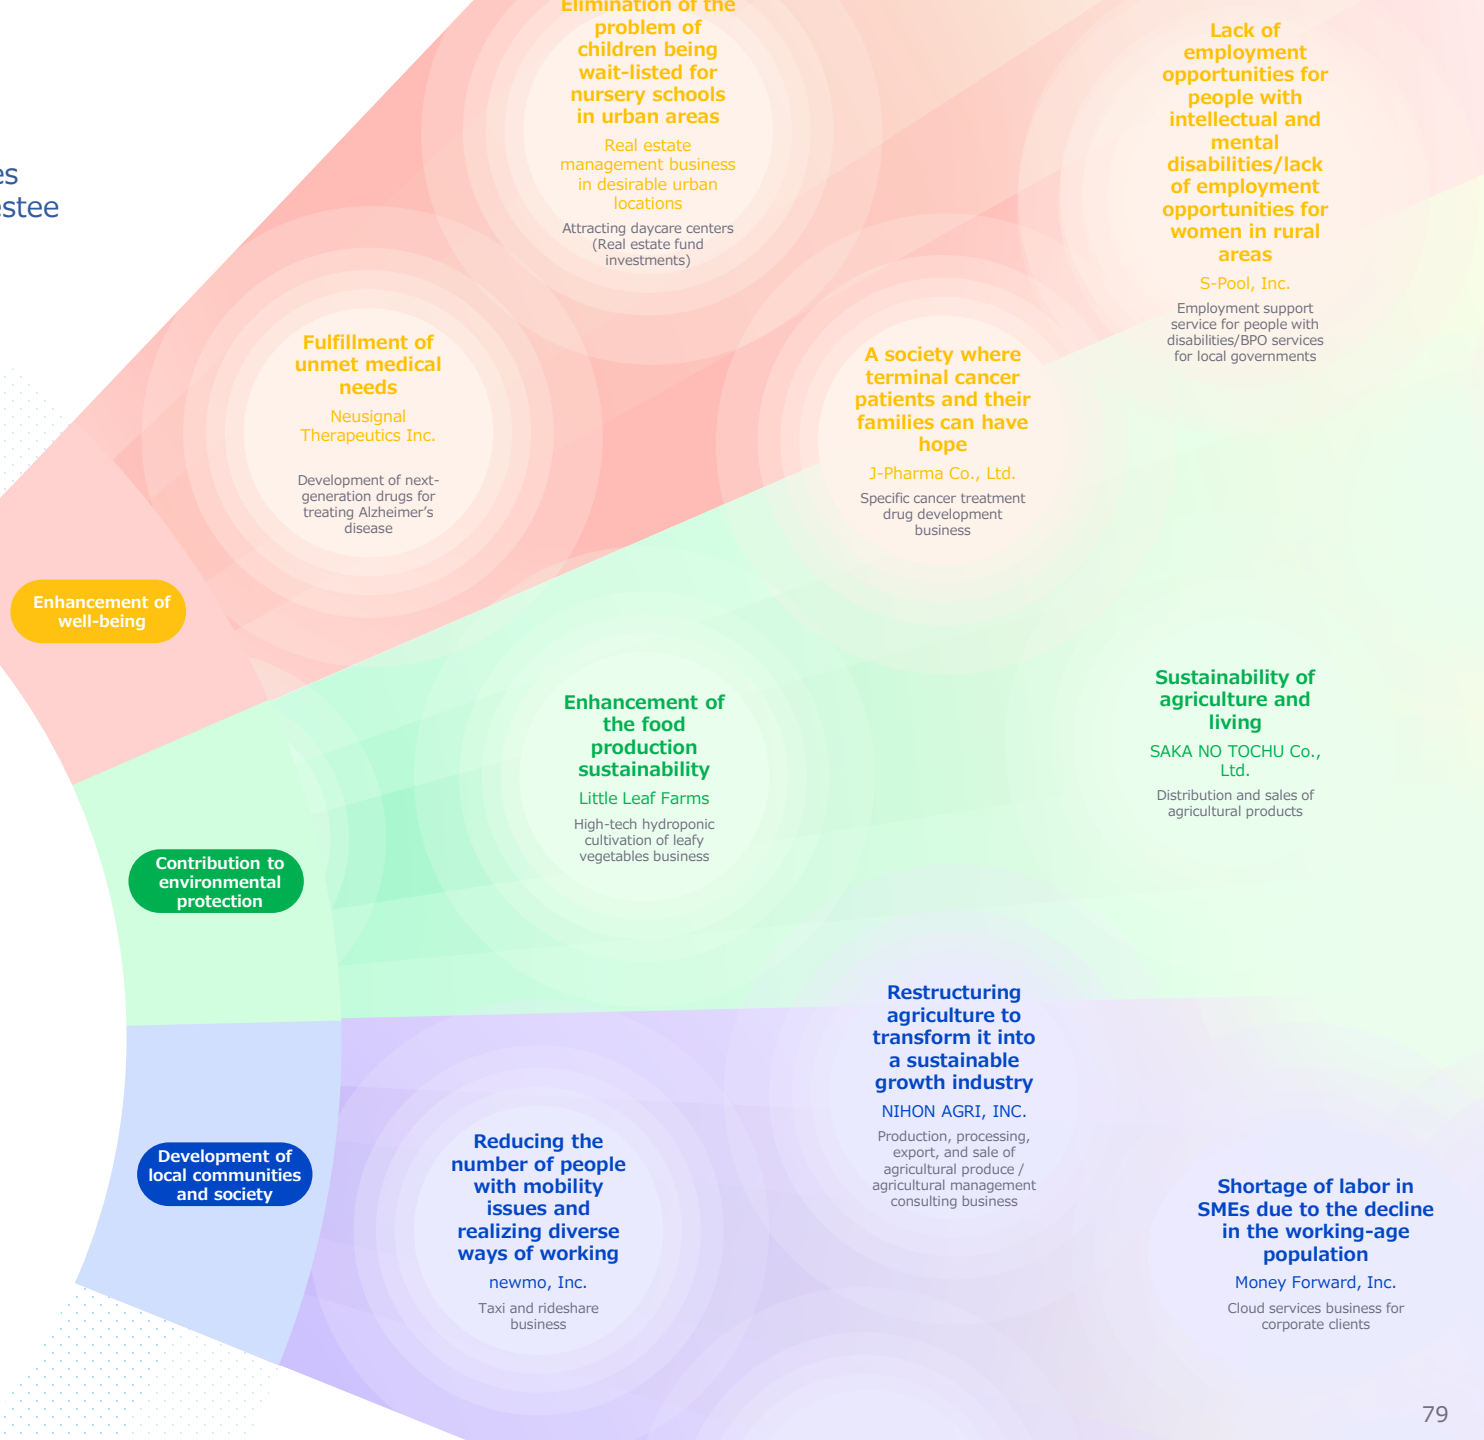 Elimination of the
problem of
children being
wait-listed for
nursery schools
in urban areas
Real estate
management business
in desirable urban
locations
Attracting daycare centers
(Real estate fund
investments)
Lack of
employment
opportunities for
people with
intellectual and
mental
disabilities/lack
of employment
opportunities for
women in rural
areas
S-Pool, Inc.
Employment support
service for people with
disabilities/BPO services
for local governments
Fulfillment of
unmet medical
needs
Neusignal
Therapeutics Inc.
Development of next-
generation drugs for
treating Alzheimer’s
disease
A society where
terminal cancer
patients and their
families can have
hope
J-Pharma Co., Ltd.
Specific cancer treatment
drug development
business
Enhancement of
well-being
Enhancement of
the food
production
sustainability
Little Leaf Farms
High-tech hydroponic
cultivation of leafy
vegetables business
Sustainability of
agriculture and
living
SAKA NO TOCHU Co.,
Ltd.
Distribution and sales of
agricultural products
Contribution to
environmental
protection
Restructuring
agriculture to
transform it into
a sustainable
growth industry
NIHON AGRI, INC.
Production, processing,
export, and sale of
agricultural produce /
agricultural management
consulting business
Development of
local communities
and society
Reducing the
number of people
with mobility
issues and
realizing diverse
ways of working
newmo, Inc.
Taxi and rideshare
business
Shortage of labor in
SMEs due to the decline
in the working-age
population
Money Forward, Inc.
Cloud services business for
corporate clients
79